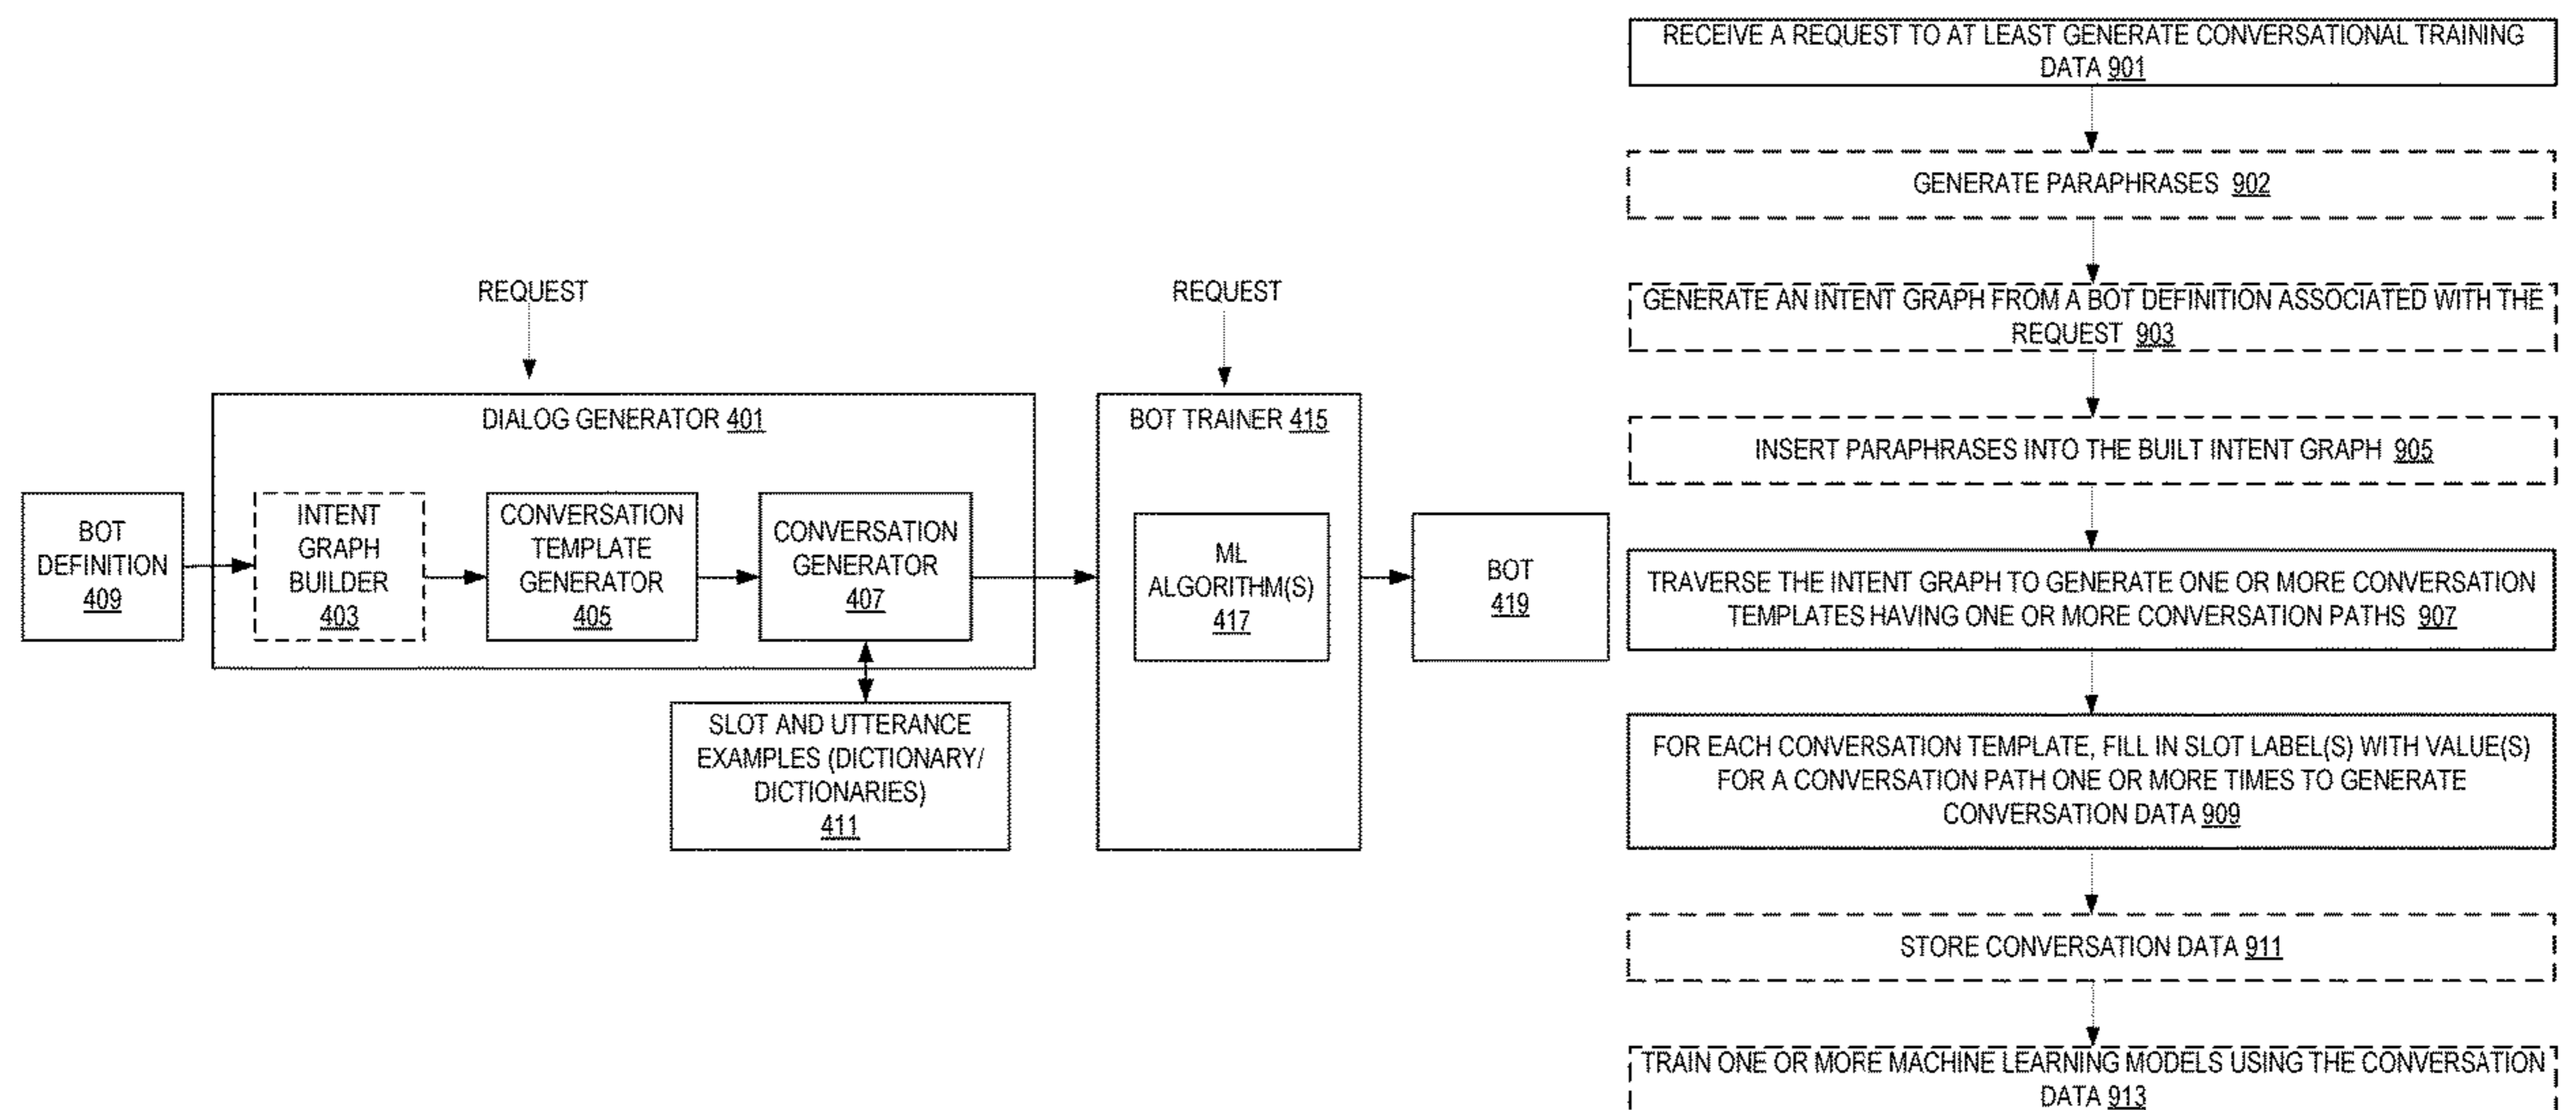 REQUEST
REQUEST
DIALOG GENERATOR 401
BOT TRAINER 415
BOT
DEFINITION
409
INTENT
GRAPH
BUILDER
403
CONVERSATION
TEMPLATE
GENERATOR
405
CONVERSATION
GENERATOR
407
ML
ALGORITHM(S)
417
BOT
419
SLOT AND UTTERANCE
EXAMPLES (DICTIONARY/
DICTIONARIES)
411
RECEIVE A REQUEST TO AT LEAST GENERATE CONVERSATIONAL TRAINING
DATA 901
GENERATE PARAPHRASES 902
GENERATE AN INTENT GRAPH FROM A BOT DEFINITION ASSOCIATED WITH THE
REQUEST 903
INSERT PARAPHRASES INTO THE BUILT INTENT GRAPH 905
TRAVERSE THE INTENT GRAPH TO GENERATE ONE OR MORE CONVERSATION
TEMPLATES HAVING ONE OR MORE CONVERSATION PATHS 907
FOR EACH CONVERSATION TEMPLATE, FILL IN SLOT LABEL(S) WITH VALUE(S)
FOR A CONVERSATION PATH ONE OR MORE TIMES TO GENERATE
CONVERSATION DATA 909
STORE CONVERSATION DATA 911
TRAIN ONE OR MORE MACHINE LEARNING MODELS USING THE CONVERSATION
DATA 913